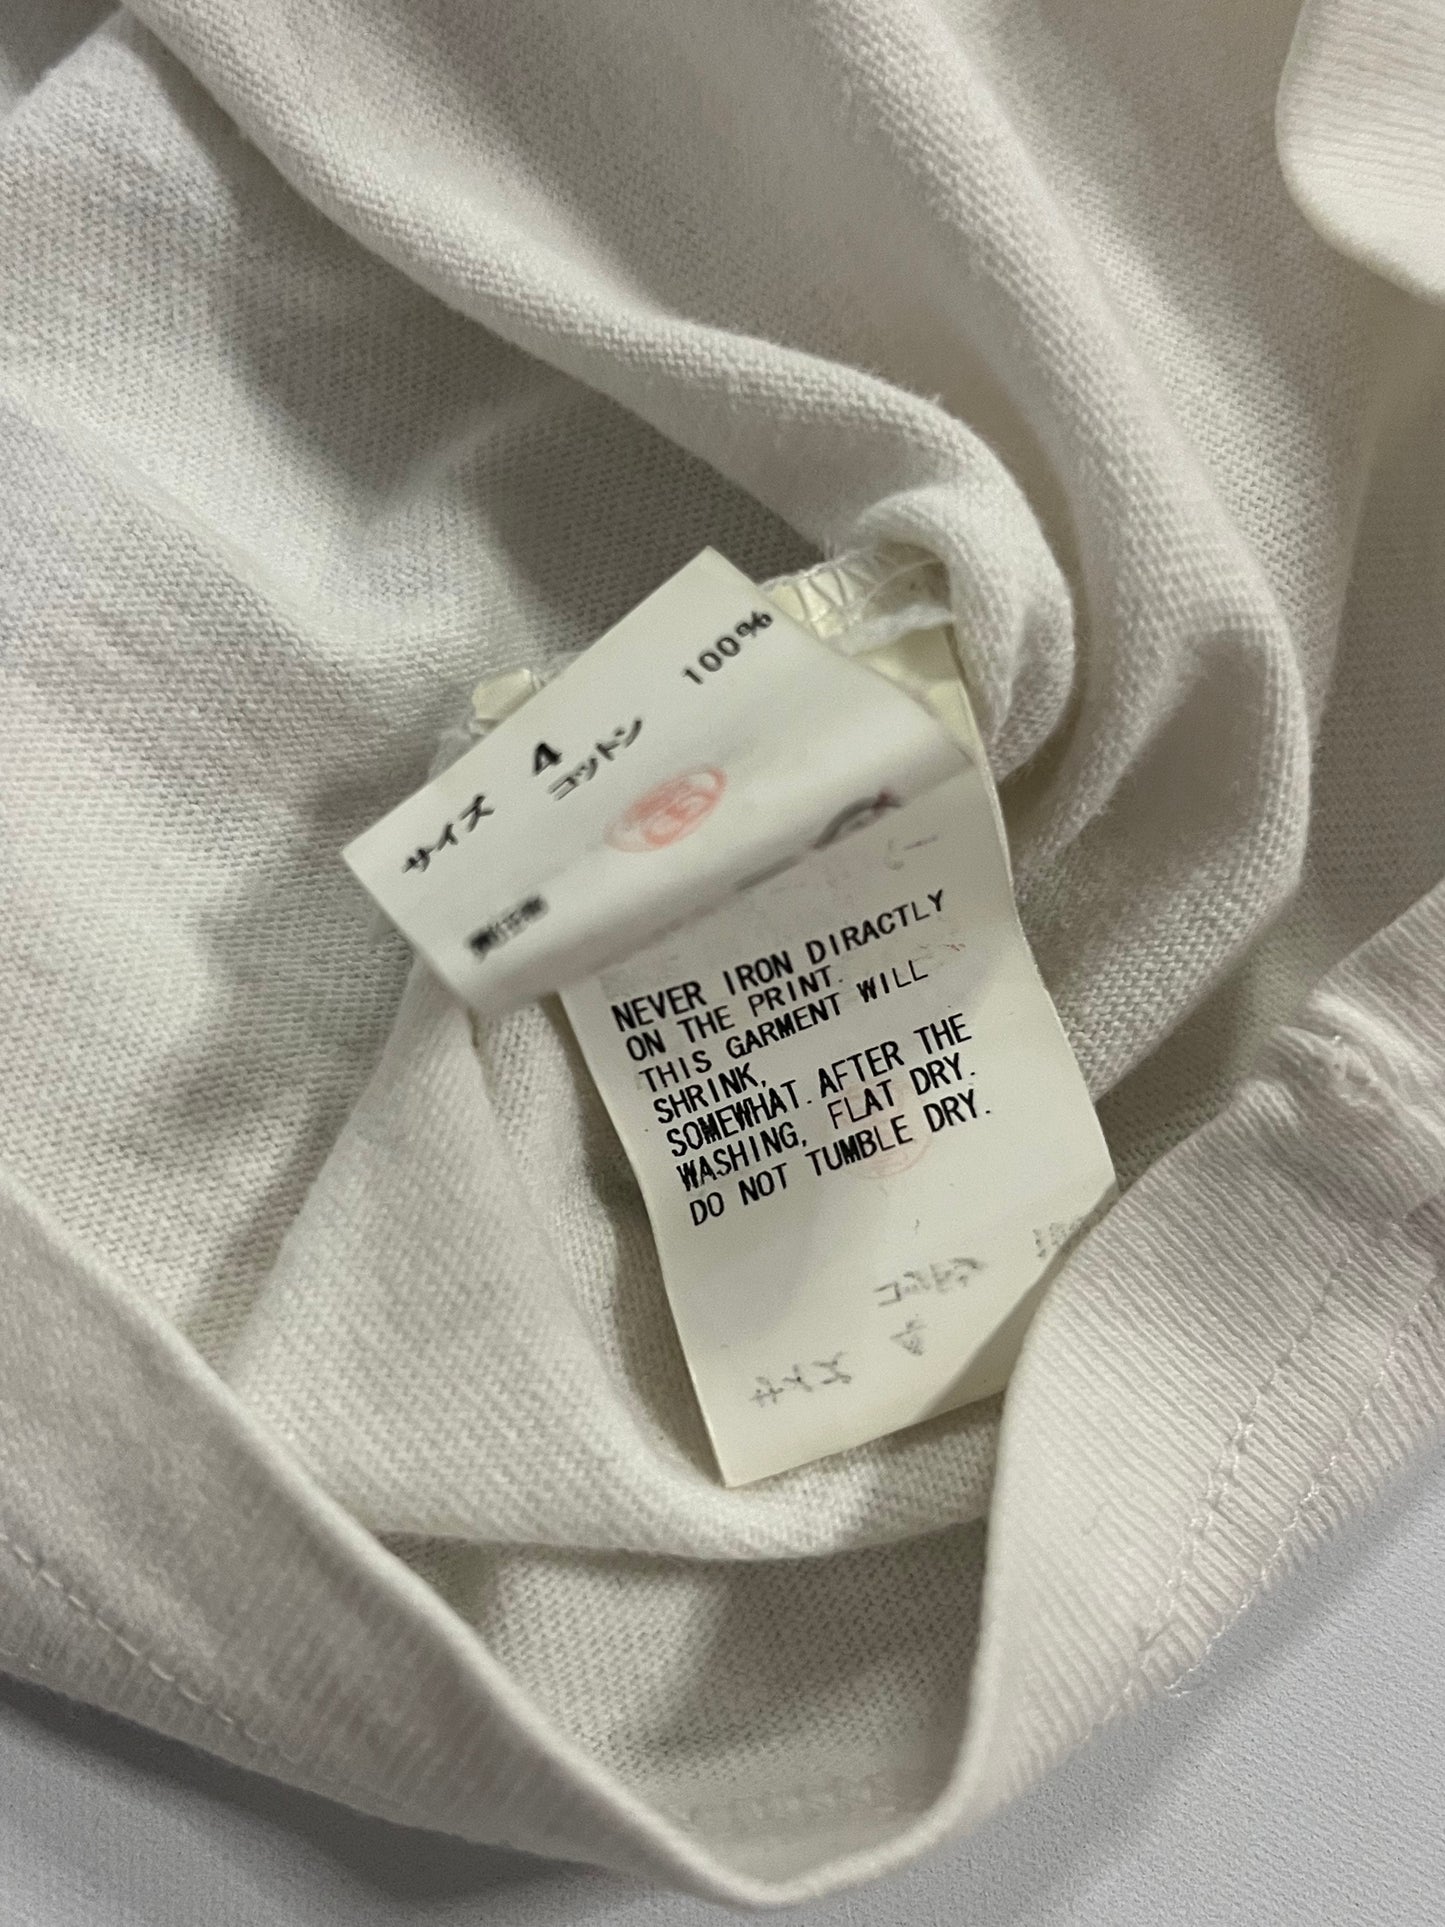 サイズ 4
コットン 100%
NEVER IRON DIRACTLY
ON THE PRINT.
THIS GARMENT WILL
SHRINK,
SOMEWHAT.AFTER THE
WASHING, FLAT DRY.
DO NOT TUMBLE DRY.